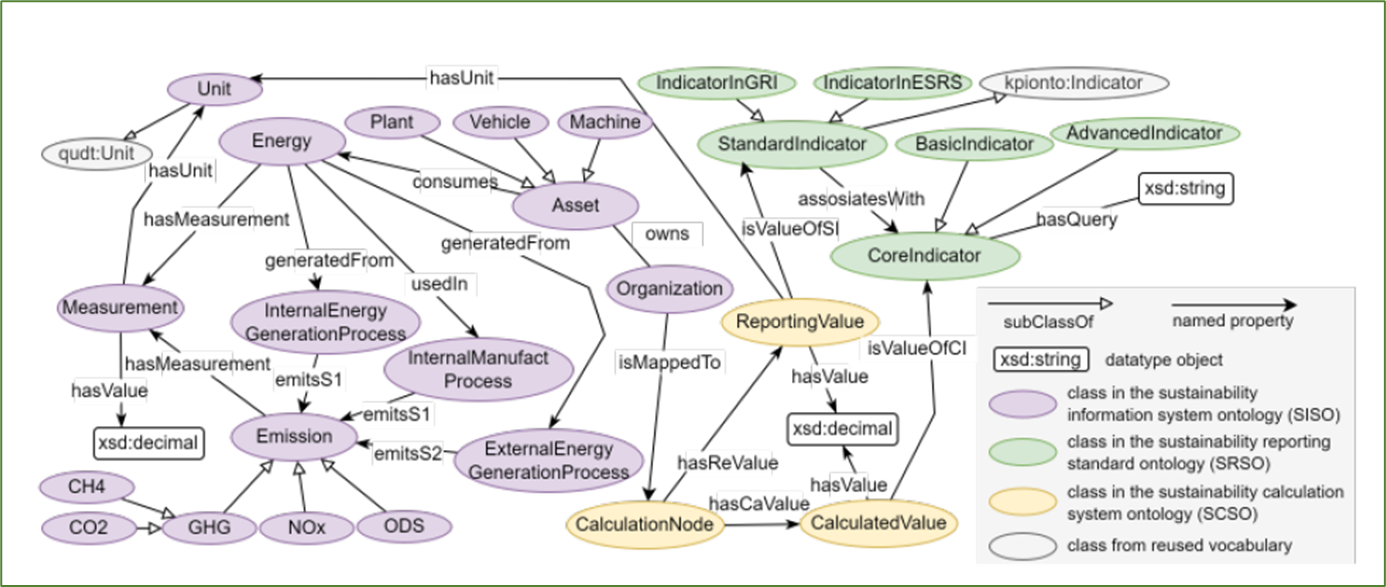 hasUnit
IndicatorInGRI
IndicatorInESRS
kpionto:Indicator
Unit
Plant
Vehicle
Machine
Energy
StandardIndicator
BasicIndicator
AdvancedIndicator
qudt:Unit
hasUnit
consumes
Asset
xsd:string
hasMeasurement
assosiatesWith
hasQuery
generatedFrom
owns
isValueOfSI
CoreIndicator
generatedFrom
usedIn
Organization
Measurement
InternalEnergy
GenerationProcess
ReportingValue
subClassOf
named property
hasMeasurement
InternalManufact
Process
isMappedTo
isValueOfCI
xsd:string
datatype object
hasValue
emitsS1
hasValue
class in the sustainability
information system ontology (SISO)
emitsS1
xsd:decimal
Emission
emitsS2
ExternalEnergy
GenerationProcess
xsd:decimal
class in the sustainability reporting
standard ontology (SRSO)
hasReValue
hasValue
CH4
class in the sustainability calculation
system ontology (SCSO)
hasCaValue
CO2
GHG
NOx
ODS
CalculationNode
CalculatedValue
class from reused vocabulary